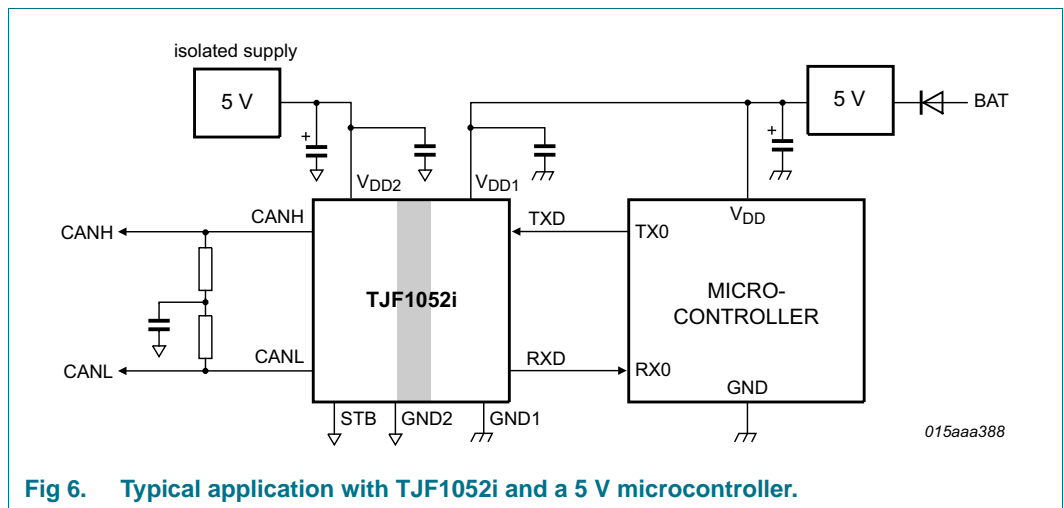 isolated supply
5 V
5 V
BAT
+
+
VDD2
VDD1
CANH
CANH
TXD
TX0
VDD
TJF1052i
MICRO-
CONTROLLER
CANL
CANL
RXD
RX0
STB
GND2
GND1
GND
015aaa388
Fig 6. Typical application with TJF1052i and a 5 V microcontroller.